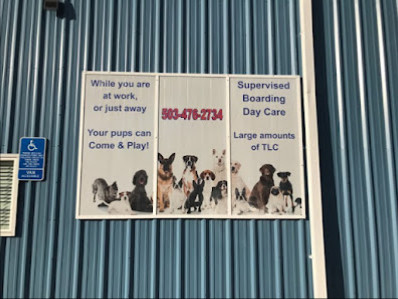 While you are
at work,
or just away
Your pups can
Come & Play!
503-476-2734
Supervised
Boarding
Day Care
Large amounts
of TLC